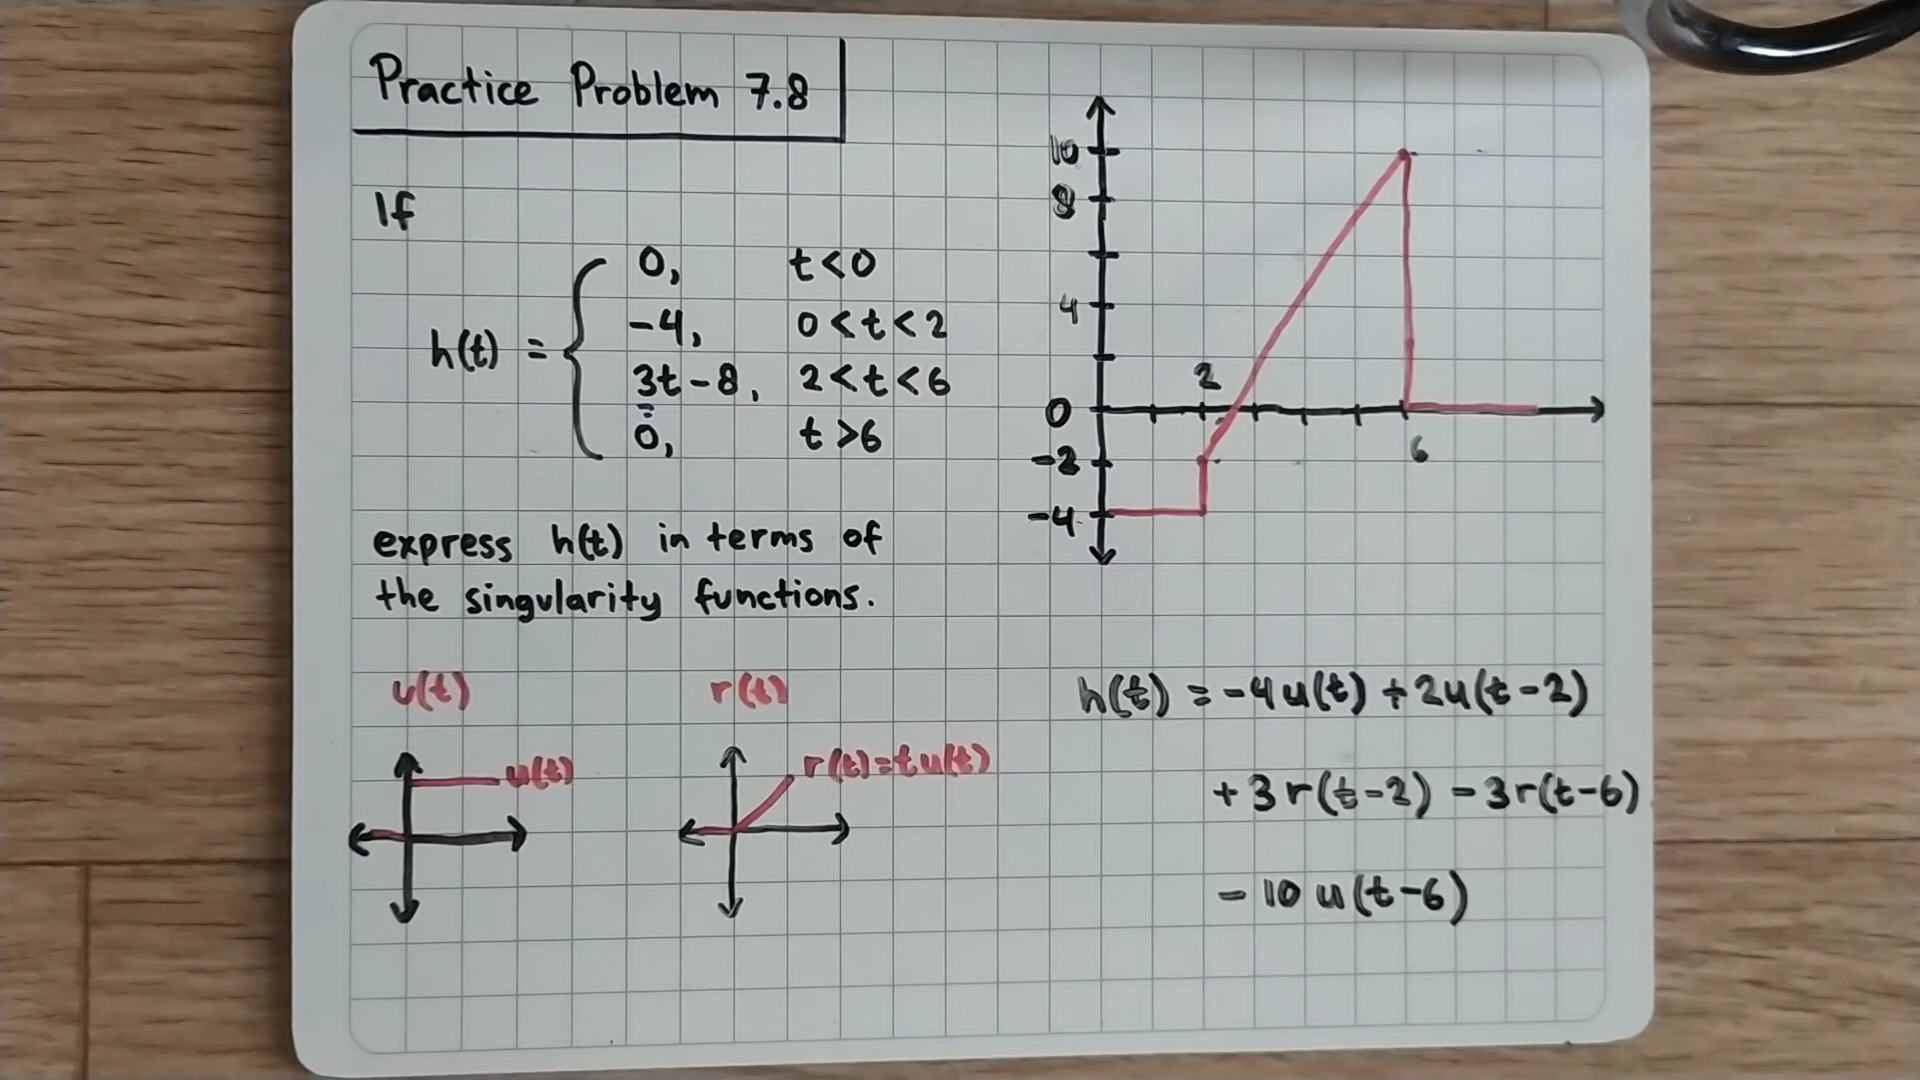 Practice Problem 7.8
If
h(t) =
0, t<0
-4, 0<t<2
3t-8, 2<t<6
0, t>6
express h(t) in terms of
the singularity functions.
10
8
4
2
0
6
-2
-4
u(t)
u(t)
r(t)
r(t)=tu(t)
h(t) = -4u(t) + 2u(t-2)
+ 3r(t-2) - 3r(t-6)
- 10 u(t-6)